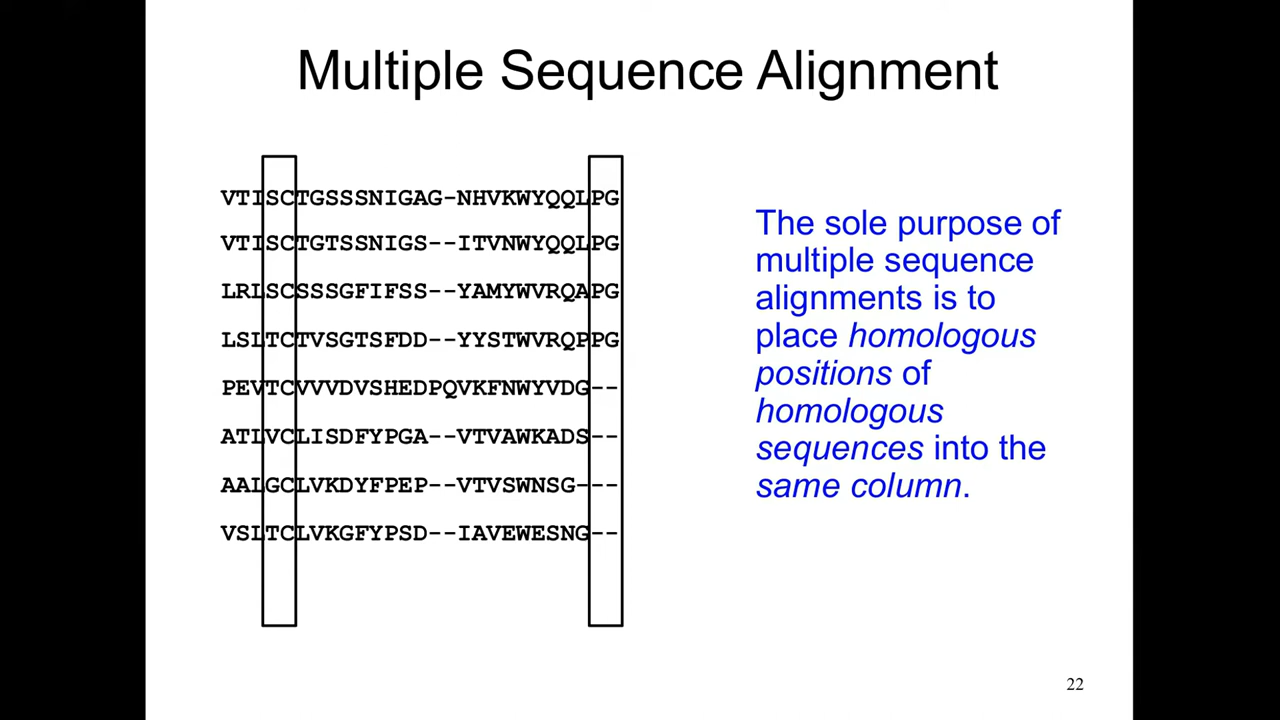 Multiple Sequence Alignment
VTISCTGSSSNIGAG-NHVKWYQQLPG
VTISCTGTSSNIGS--ITVNWYQQLPG
LRLSCSSSGFIFSS--YAMYWVRQAPG
LSLTCTVSGTSFDD--YYSTWVRQPPG
PEVTCVVVDVSHEDPQVKFNWYVDG--
ATLVCLISDFYPGA--VTVAWKADS--
AALGCLVKDYFPEP--VTVSWNSG---
VSLTCLVKGFYPSD--IAVEWESNG--
The sole purpose of
multiple sequence
alignments is to
place homologous
positions of
homologous
sequences into the
same column.
22